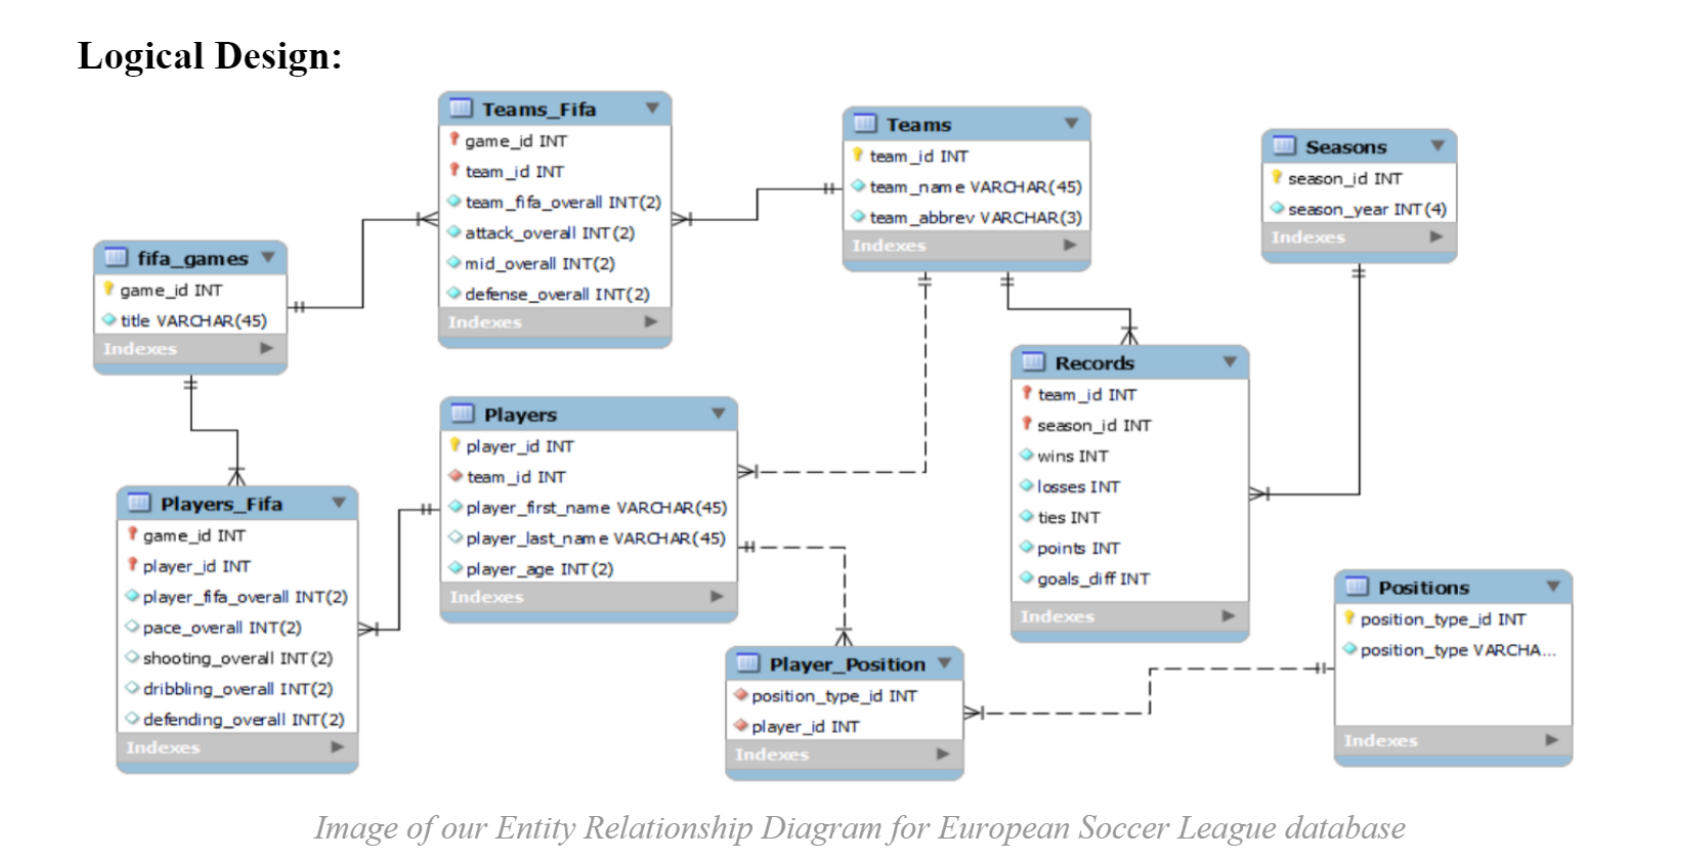 Logical Design:
Teams_Fifa
game_id INT
team_id INT
team_fifa_overall INT(2)
attack_overall INT(2)
mid_overall INT(2)
defense_overall INT(2)
Indexes
Teams
team_id INT
team_name VARCHAR(45)
team_abbrev VARCHAR(3)
Indexes
Seasons
season_id INT
season_year INT(4)
Indexes
fifa_games
game_id INT
title VARCHAR(45)
Indexes
Players
player_id INT
team_id INT
player_first_name VARCHAR(45)
player_last_name VARCHAR(45)
player_age INT(2)
Indexes
Records
team_id INT
season_id INT
wins INT
losses INT
ties INT
points INT
goals_diff INT
Indexes
Players_Fifa
game_id INT
player_id INT
player_fifa_overall INT(2)
pace_overall INT(2)
shooting_overall INT(2)
dribbling_overall INT(2)
defending_overall INT(2)
Indexes
Player_Position
position_type_id INT
player_id INT
Indexes
Positions
position_type_id INT
position_type VARCHA...
Indexes
Image of our Entity Relationship Diagram for European Soccer League database